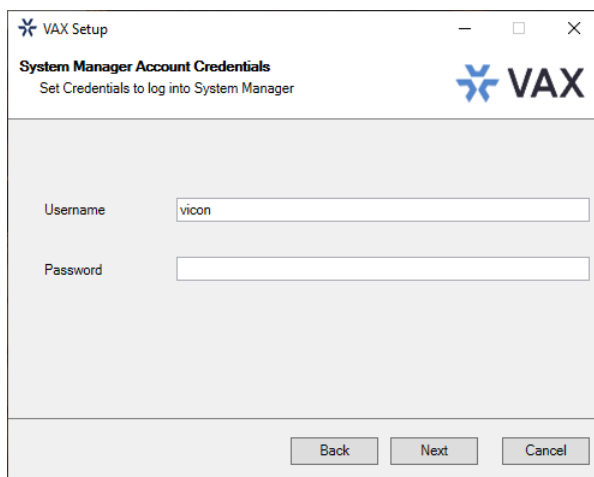 VAX Setup
System Manager Account Credentials
Set Credentials to log into System Manager
VAX
Username
vicon
Password
Back
Next
Cancel